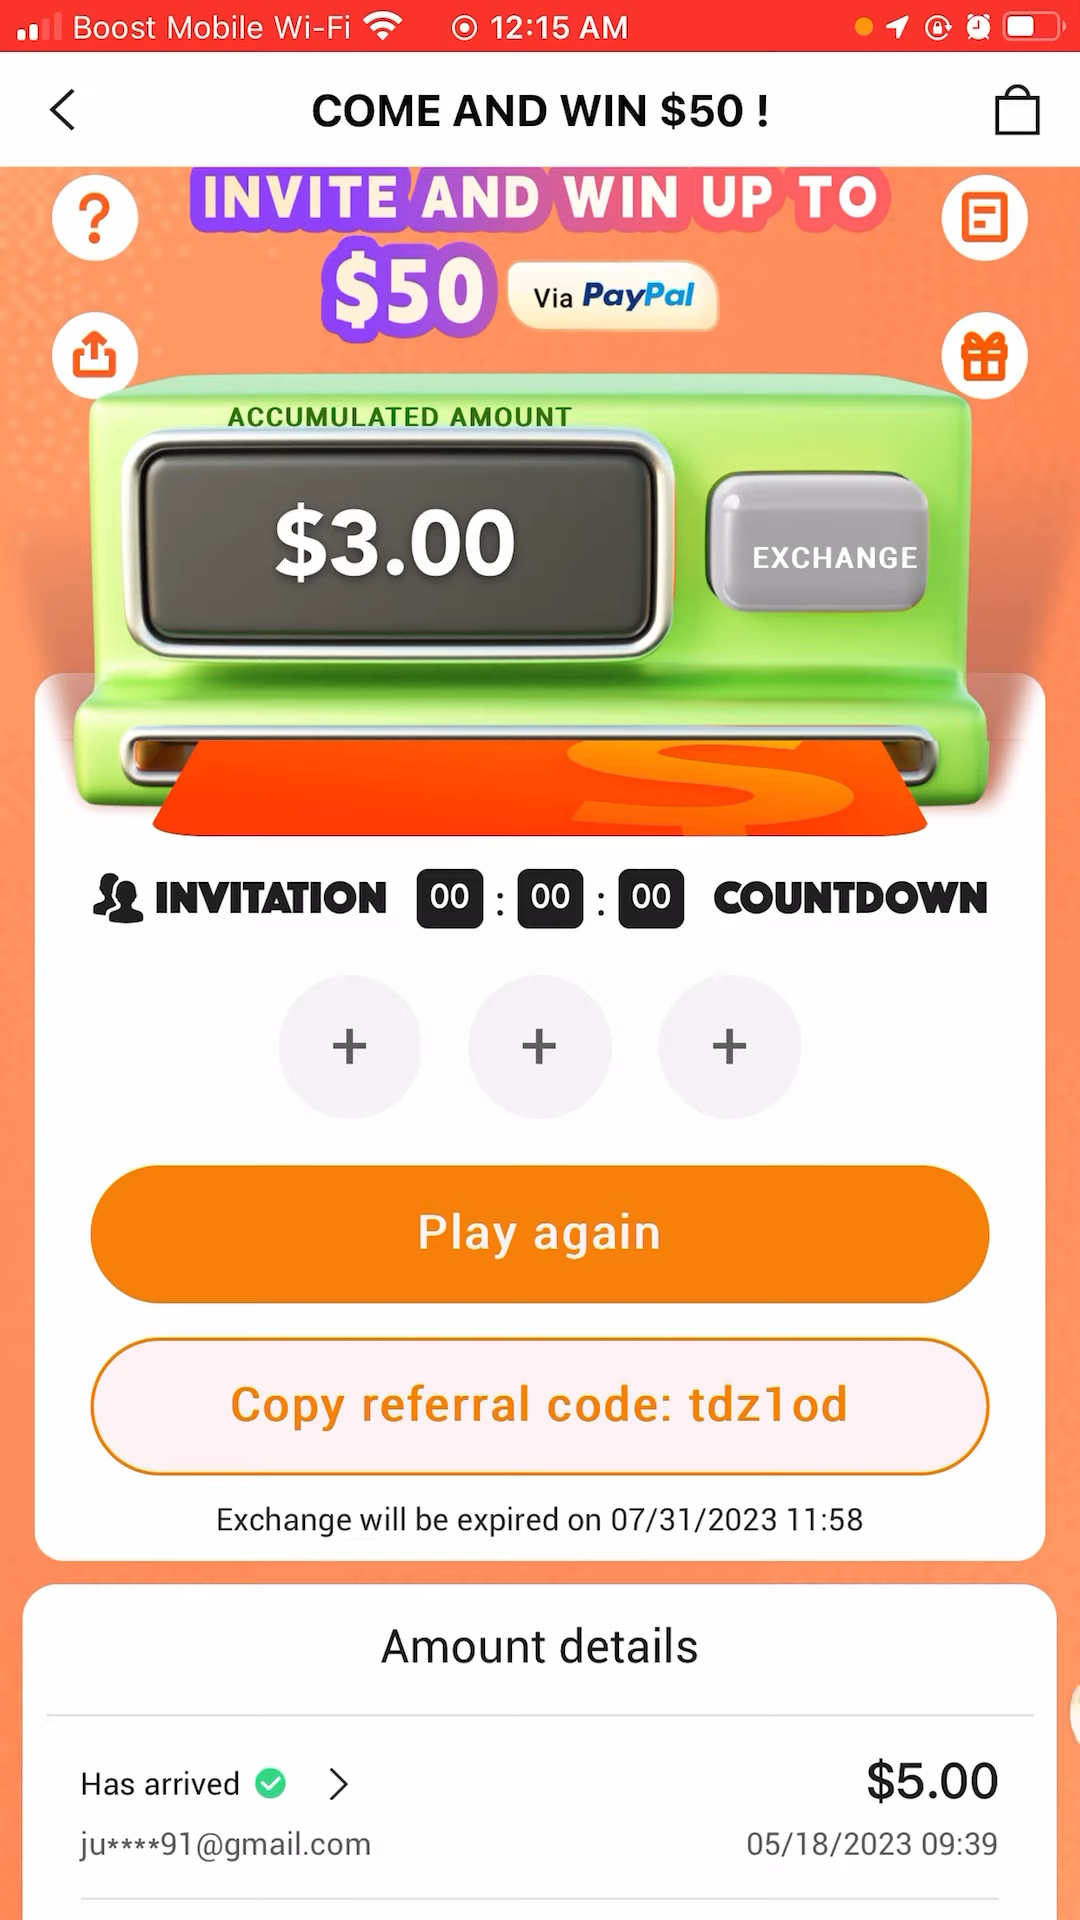 Boost Mobile Wi-Fi 12:15 AM
COME AND WIN $50 !
INVITE AND WIN UP TO
$50 Via PayPal
ACCUMULATED AMOUNT
$3.00
EXCHANGE
INVITATION 00 : 00 : 00 COUNTDOWN
+ + +
Play again
Copy referral code: tdz1od
Exchange will be expired on 07/31/2023 11:58
Amount details
Has arrived $5.00
ju****91@gmail.com 05/18/2023 09:39